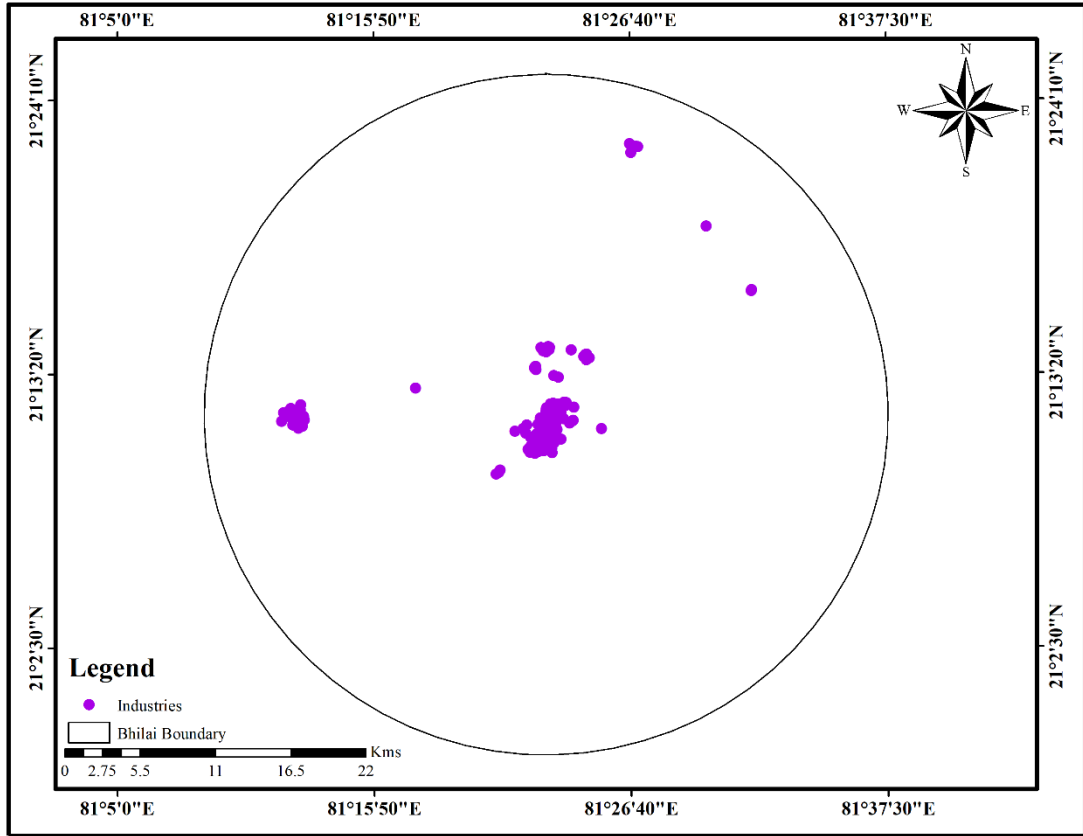 81°5'0"E 81°15'50"E 81°26'40"E 81°37'30"E
N
W E
S
21°24'10"N 21°24'10"N
21°13'20"N 21°13'20"N
21°2'30"N 21°2'30"N
Legend
Industries
Bhilai Boundary
Kms
0 2.75 5.5 11 16.5 22
81°5'0"E 81°15'50"E 81°26'40"E 81°37'30"E